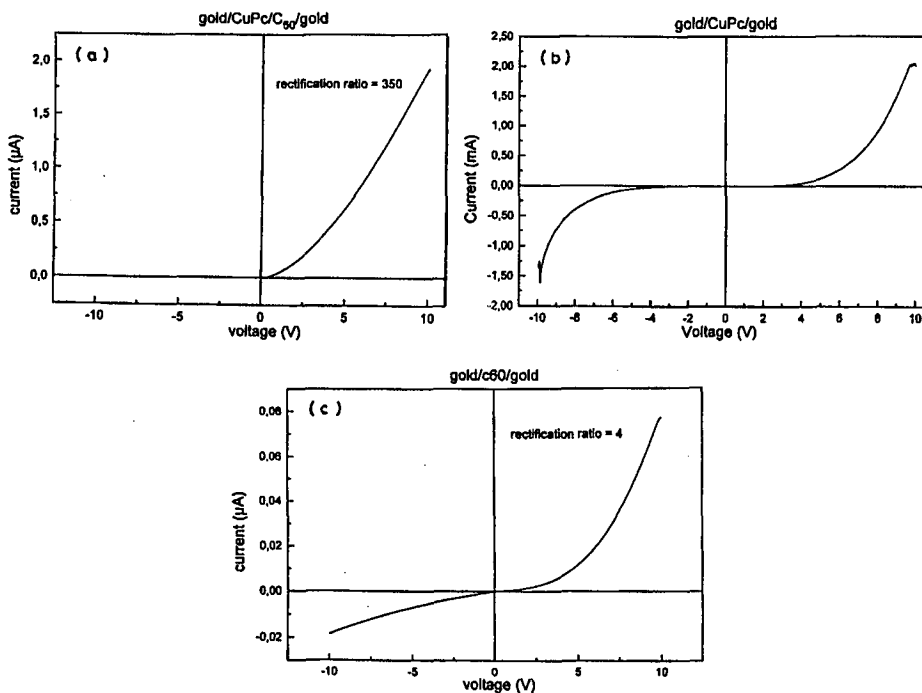 gold/CuPc/C60/gold
(a)
rectification ratio = 350
2,0
1,5
1,0
0,5
0,0
current (µA)
-10 -5 0 5 10
voltage (V)
gold/CuPc/gold
(b)
2,50
2,00
1,50
1,00
0,50
0,00
-0,50
-1,00
-1,50
-2,00
Current (mA)
-10 -8 -6 -4 -2 0 2 4 6 8 10
Voltage (V)
gold/c60/gold
(c)
rectification ratio = 4
0,06
0,04
0,02
0,00
-0,02
current (µA)
-10 -5 0 5 10
voltage (V)